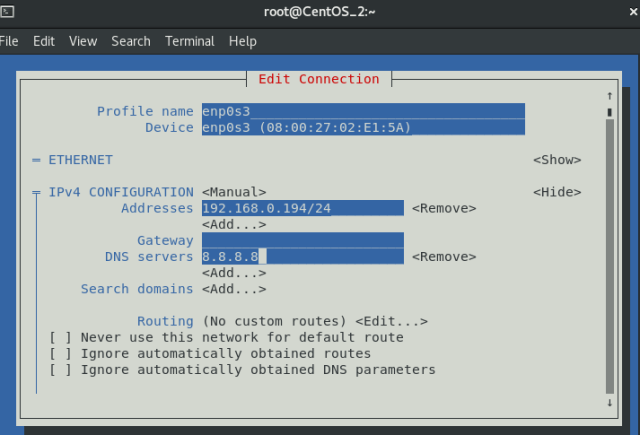 root@CentOS_2:~
File Edit View Search Terminal Help
Edit Connection
Profile name enp0s3
Device enp0s3 (08:00:27:02:E1:5A)
= ETHERNET <Show>
IPv4 CONFIGURATION <Manual> <Hide>
Addresses 192.168.0.194/24 <Remove>
<Add...>
Gateway
DNS servers 8.8.8.8 <Remove>
<Add...>
Search domains <Add...>
Routing (No custom routes) <Edit...>
[ ] Never use this network for default route
[ ] Ignore automatically obtained routes
[ ] Ignore automatically obtained DNS parameters